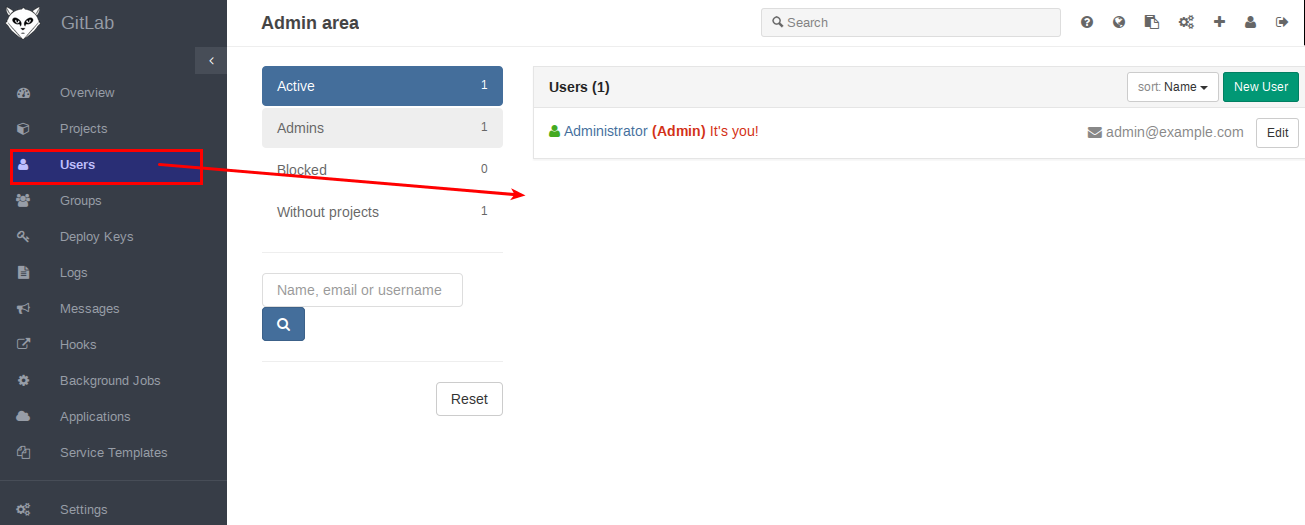 GitLab
Admin area
Search
Overview
Projects
Users
Groups
Deploy Keys
Logs
Messages
Hooks
Background Jobs
Applications
Service Templates
Settings
Active 1
Admins 1
Blocked 0
Without projects 1
Name, email or username
Reset
Users (1)
sort: Name
New User
Administrator (Admin) It's you!
admin@example.com
Edit